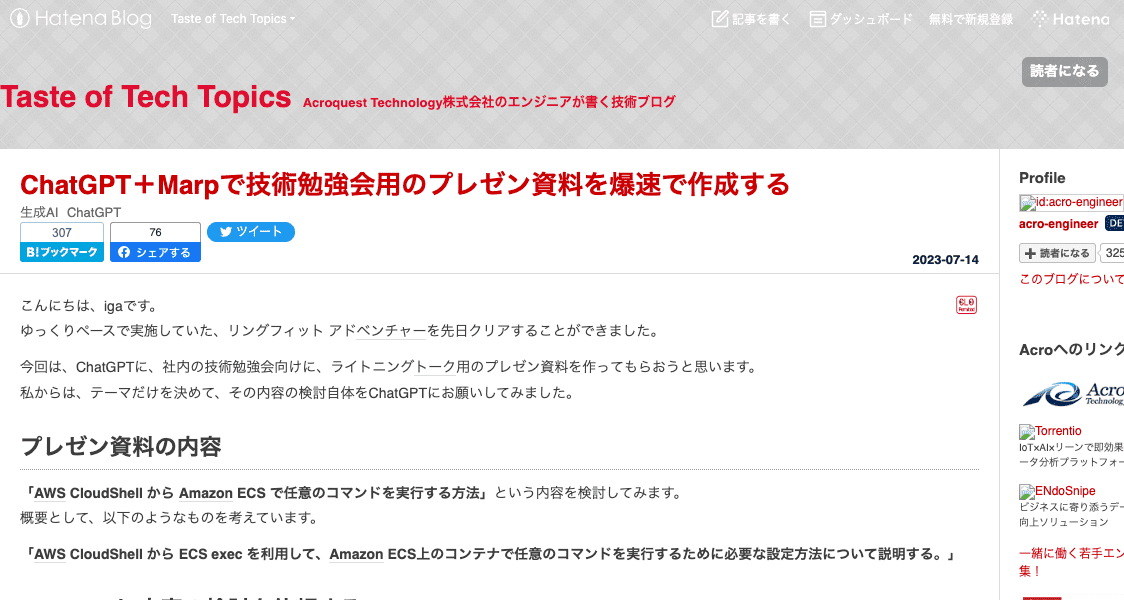 Hatena Blog
Taste of Tech Topics
記事を書く
ダッシュボード
無料で新規登録
Hatena
読者になる
Taste of Tech Topics
Acroquest Technology株式会社のエンジニアが書く技術ブログ
ChatGPT＋Marpで技術勉強会用のプレゼン資料を爆速で作成する
生成AI ChatGPT
307
76
ツイート
B!ブックマーク
シェアする
2023-07-14
こんにちは、igaです。
ゆっくりペースで実施していた、リングフィット アドベンチャーを先日クリアすることができました。
今回は、ChatGPTに、社内の技術勉強会向けに、ライトニングトーク用のプレゼン資料を作ってもらおうと思います。
私からは、テーマだけを決めて、その内容の検討自体をChatGPTにお願いしてみました。
プレゼン資料の内容
「AWS CloudShell から Amazon ECS で任意のコマンドを実行する方法」という内容を検討してみます。
概要として、以下のようなものを考えています。
「AWS CloudShell から ECS exec を利用して、Amazon ECS上のコンテナで任意のコマンドを実行するために必要な設定方法について説明する。」
Profile
id:acro-engineer
acro-engineer
読者になる
325
このブログについて
Acroへのリンク
Acro
Technology
Torrentio
IoT×AI×リーンで即効果
ータ分析プラットフォー
ENdoSnipe
ビジネスに寄り添うデー
向上ソリューション
一緒に働く若手エン
集！